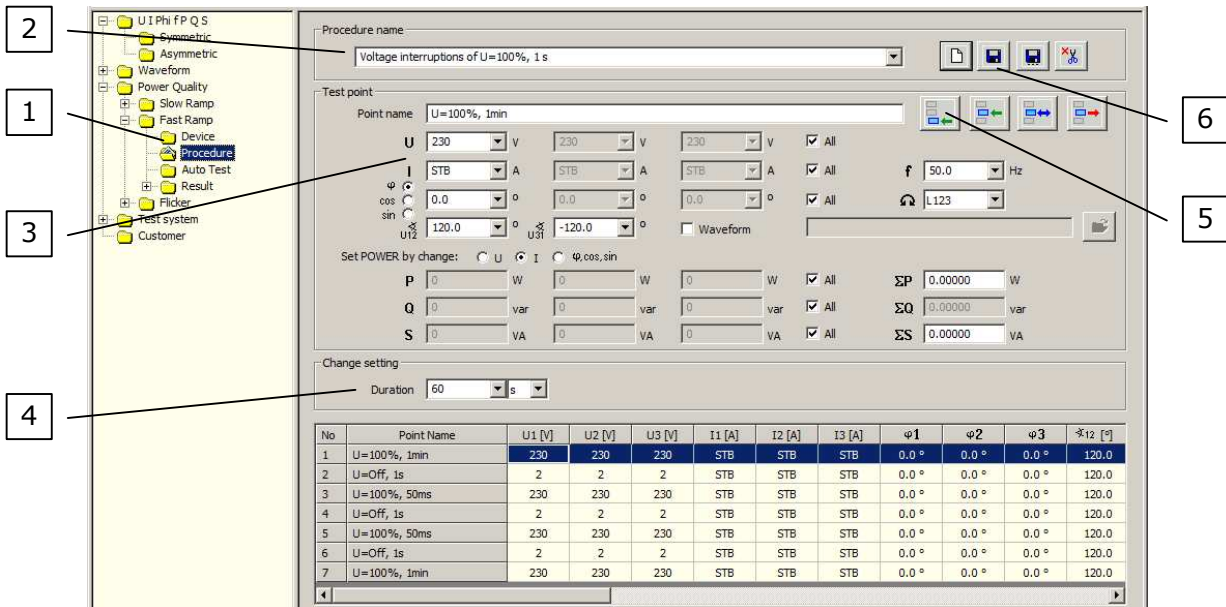 2
1
3
4
6
5
U I Phi f P Q S
Symmetric
Asymmetric
Waveform
Power Quality
Slow Ramp
Fast Ramp
Device
Procedure
Auto Test
Result
Flicker
Test system
Customer
Procedure name
Voltage interruptions of U=100%, 1 s
Test point
Point name U=100%, 1min
U 230 V 230 V 230 V All
I STB A STB A STB A All f 50.0 Hz
φ
cos 0.0 ° 0.0 ° 0.0 ° All L123
sin
U12 120.0 ° U31 -120.0 ° Waveform
Set POWER by change: U I φ,cos,sin
P 0 W 0 W 0 W All ΣP 0.00000 W
Q 0 var 0 var 0 var All ΣQ 0.00000 var
S 0 VA 0 VA 0 VA All ΣS 0.00000 VA
Change setting
Duration 60 s
No Point Name U1 [V] U2 [V] U3 [V] I1 [A] I2 [A] I3 [A] φ1 φ2 φ3 ∢12 [°]
1 U=100%, 1min 230 230 230 STB STB STB 0.0 ° 0.0 ° 0.0 ° 120.0
2 U=Off, 1s 2 2 2 STB STB STB 0.0 ° 0.0 ° 0.0 ° 120.0
3 U=100%, 50ms 230 230 230 STB STB STB 0.0 ° 0.0 ° 0.0 ° 120.0
4 U=Off, 1s 2 2 2 STB STB STB 0.0 ° 0.0 ° 0.0 ° 120.0
5 U=100%, 50ms 230 230 230 STB STB STB 0.0 ° 0.0 ° 0.0 ° 120.0
6 U=Off, 1s 2 2 2 STB STB STB 0.0 ° 0.0 ° 0.0 ° 120.0
7 U=100%, 1min 230 230 230 STB STB STB 0.0 ° 0.0 ° 0.0 ° 120.0